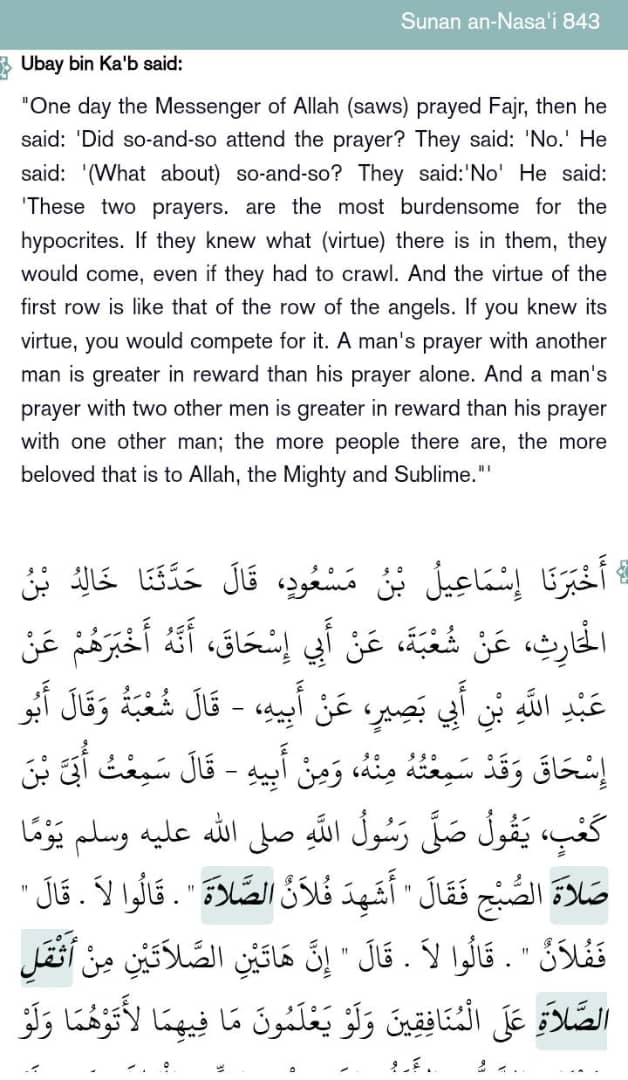 Sunan an-Nasa'i 843
Ubay bin Ka'b said:
"One day the Messenger of Allah (saws) prayed Fajr, then he
said: 'Did so-and-so attend the prayer? They said: 'No.' He
said: '(What about) so-and-so? They said:'No' He said:
'These two prayers. are the most burdensome for the
hypocrites. If they knew what (virtue) there is in them, they
would come, even if they had to crawl. And the virtue of the
first row is like that of the row of the angels. If you knew its
virtue, you would compete for it. A man's prayer with another
man is greater in reward than his prayer alone. And a man's
prayer with two other men is greater in reward than his prayer
with one other man; the more people there are, the more
beloved that is to Allah, the Mighty and Sublime."'
أَخْبَرَنَا إِسْمَاعِيلُ بْنُ مَسْعُودٍ، قَالَ حَدَّثَنَا خَالِدُ بْنُ
الْحَارِثِ، عَنْ شُعْبَةَ، عَنْ أَبِي إِسْحَاقَ، أَنَّهُ أَخْبَرَهُمْ عَنْ
عَبْدِ اللَّهِ بْنِ أَبِي بَصِيرٍ، عَنْ أَبِيهِ، - قَالَ شُعْبَةُ وَقَالَ أَبُو
إِسْحَاقَ وَقَدْ سَمِعْتُهُ مِنْهُ، وَمِنْ أَبِيهِ - قَالَ سَمِعْتُ أُبَىَّ بْنَ
كَعْبٍ، يَقُولُ صَلَّى رَسُولُ اللَّهِ صلى الله عليه وسلم يَوْمًا
صَلاَةَ الصُّبْحِ فَقَالَ " أَشَهِدَ فُلاَنٌ الصَّلاَةَ " . قَالُوا لاَ . قَالَ "
فَفُلاَنٌ " . قَالُوا لاَ . قَالَ " إِنَّ هَاتَيْنِ الصَّلاَتَيْنِ مِنْ أَثْقَلِ
الصَّلاَةِ عَلَى الْمُنَافِقِينَ وَلَوْ يَعْلَمُونَ مَا فِيهِمَا لأَتَوْهُمَا وَلَوْ